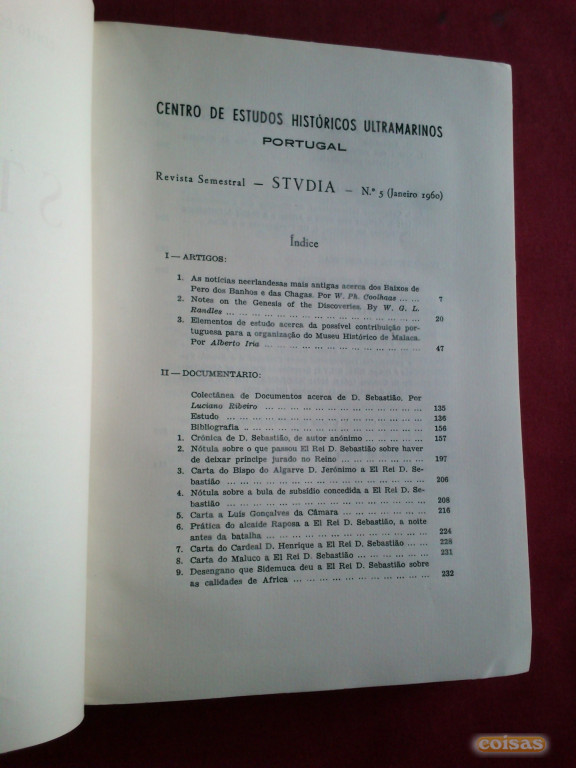 CENTRO DE ESTUDOS HISTÓRICOS ULTRAMARINOS
PORTUGAL
Revista Semestral — STVDIA — N.º 5 (Janeiro 1960)
Índice
I — ARTIGOS:
1. As notícias neerlandesas mais antigas acerca dos Baixos de
Pero dos Banhos e das Chagas. Por W. Ph. Coolhaas ... ... 7
2. Notes on the Genesis of the Discoveries. By W. G. L.
Randles ... ... ... ... ... ... ... ... ... ... ... ... ... 20
3. Elementos de estudo acerca da possível contribuição por-
tuguesa para a organização do Museu Histórico de Malaca.
Por Alberto Iria ... ... ... ... ... ... ... ... ... ... ... 47
II — DOCUMENTÁRIO:
Colectânea de Documentos acerca de D. Sebastião. Por
Luciano Ribeiro ... ... ... ... ... ... ... ... ... ... ... 135
Estudo ... ... ... ... ... ... ... ... ... ... ... ... ... 136
Bibliografia ... ... ... ... ... ... ... ... ... ... ... ... 156
1. Crónica de D. Sebastião, de autor anónimo ... ... ... ... 157
2. Nótula sobre o que passou El Rei D. Sebastião sobre haver
de deixar príncipe jurado no Reino ... ... ... ... ... ... 197
3. Carta do Bispo do Algarve D. Jerónimo a El Rei D. Se-
bastião ... ... ... ... ... ... ... ... ... ... ... ... ... 206
4. Nótula sobre a bula de subsídio concedida a El Rei D. Se-
bastião ... ... ... ... ... ... ... ... ... ... ... ... ... 208
5. Carta a Luís Gonçalves da Câmara ... ... ... ... ... ... 216
6. Prática do alcaide Raposa a El Rei D. Sebastião, a noite
antes da batalha ... ... ... ... ... ... ... ... ... ... ... 224
7. Carta do Cardeal D. Henrique a El Rei D. Sebastião ... ... 228
8. Carta do Maluco a El Rei D. Sebastião ... ... ... ... ... 231
9. Desengano que Sidemuca deu a El Rei D. Sebastião sobre
as calidades de Africa ... ... ... ... ... ... ... ... ... 232
coisas